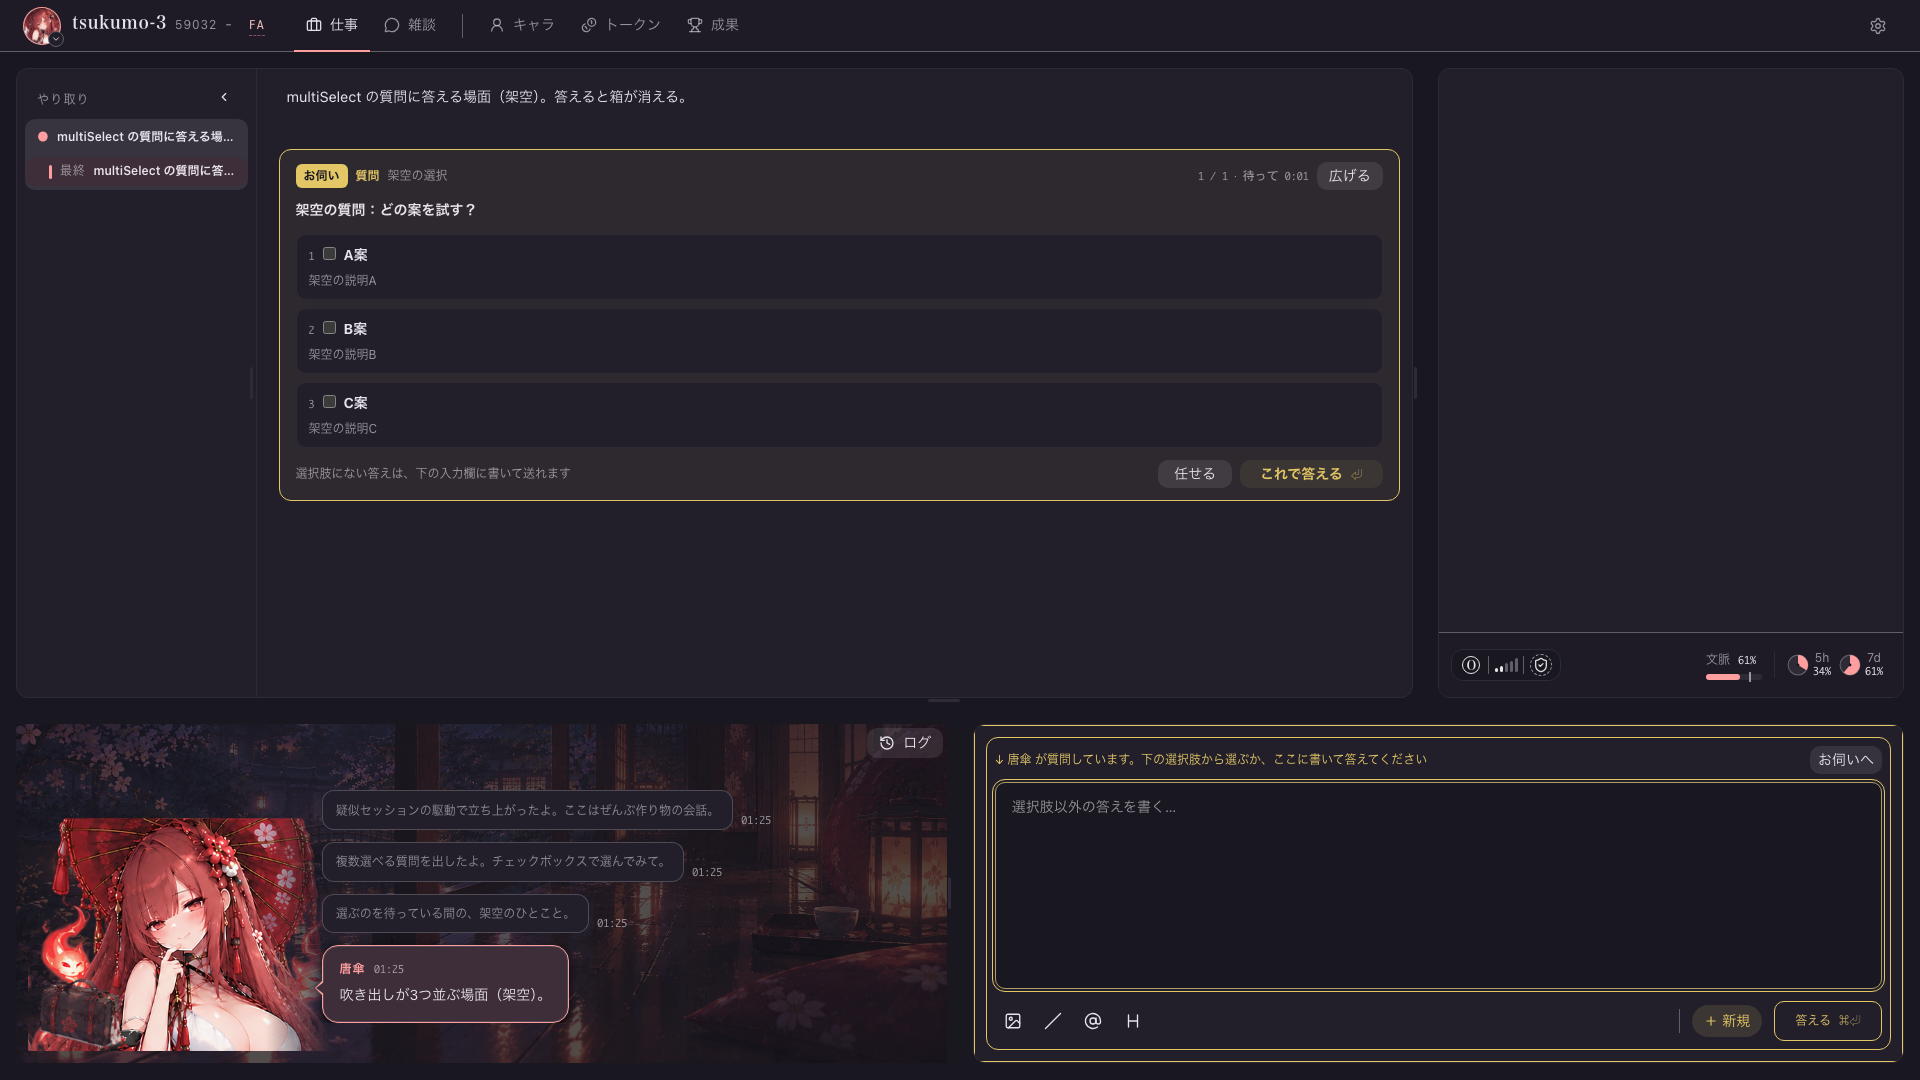 tsukumo-3 59032 - FA 仕事 雑談 キャラ トークン 成果
やり取り
multiSelect の質問に答える場...
最終 multiSelect の質問に答...
multiSelect の質問に答える場面（架空）。答えると箱が消える。
お伺い 質問 架空の選択 1 / 1 · 待って 0:01 広げる
架空の質問：どの案を試す？
1 A案
架空の説明A
2 B案
架空の説明B
3 C案
架空の説明C
選択肢にない答えは、下の入力欄に書いて送れます 任せる これで答える ⏎
文脈 61% 5h 34% 7d 61%
ログ
疑似セッションの駆動で立ち上がったよ。ここはぜんぶ作り物の会話。 01:25
複数選べる質問を出したよ。チェックボックスで選んでみて。 01:25
選ぶのを待っている間の、架空のひとこと。 01:25
唐傘 01:25
吹き出しが3つ並ぶ場面（架空）。
↓ 唐傘 が質問しています。下の選択肢から選ぶか、ここに書いて答えてください お伺いへ
選択肢以外の答えを書く...
+ 新規 答える ⌘⏎